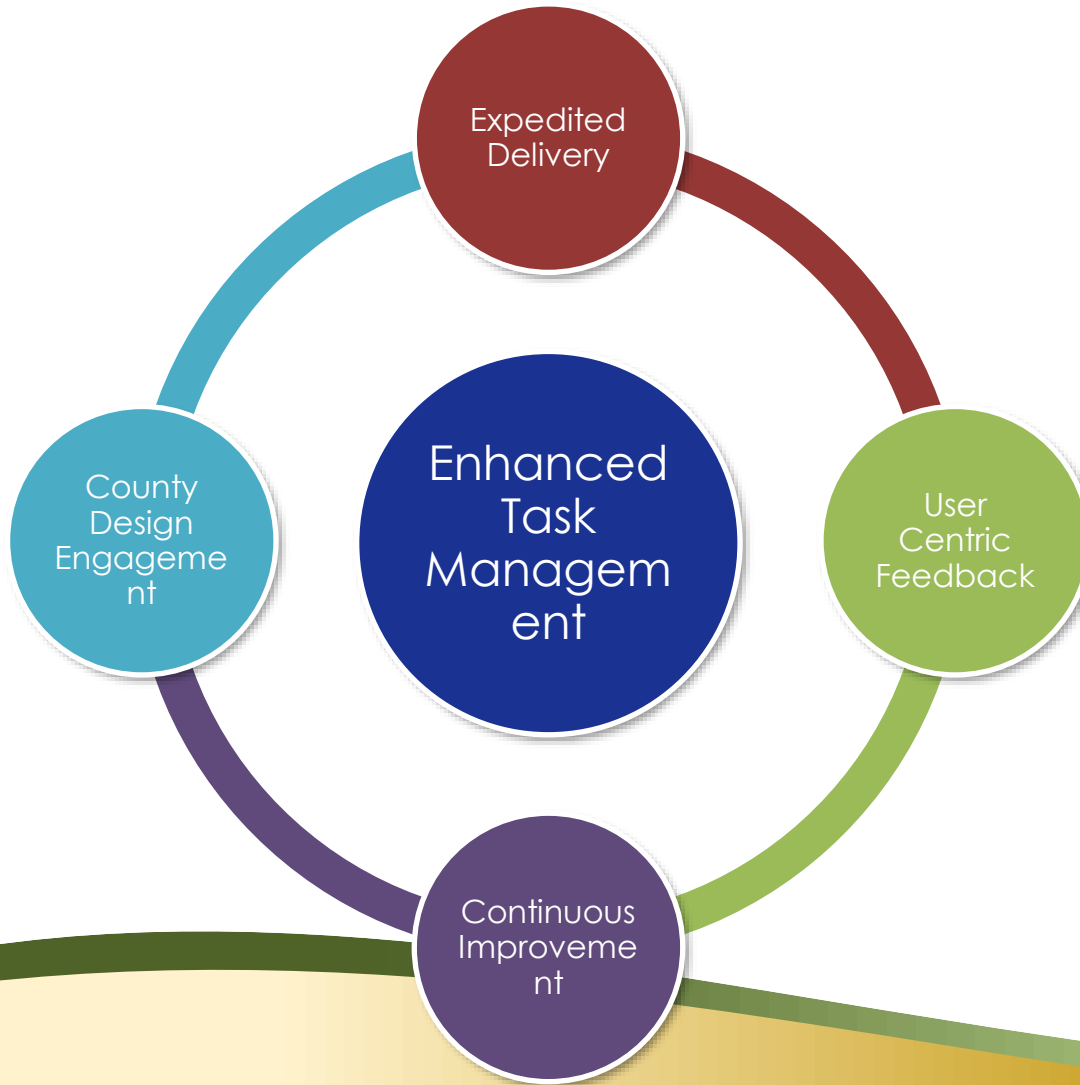 Expedited
Delivery
Enhanced
Task
Managem
ent
County
Design
Engageme
nt
User
Centric
Feedback
Continuous
Improveme
nt